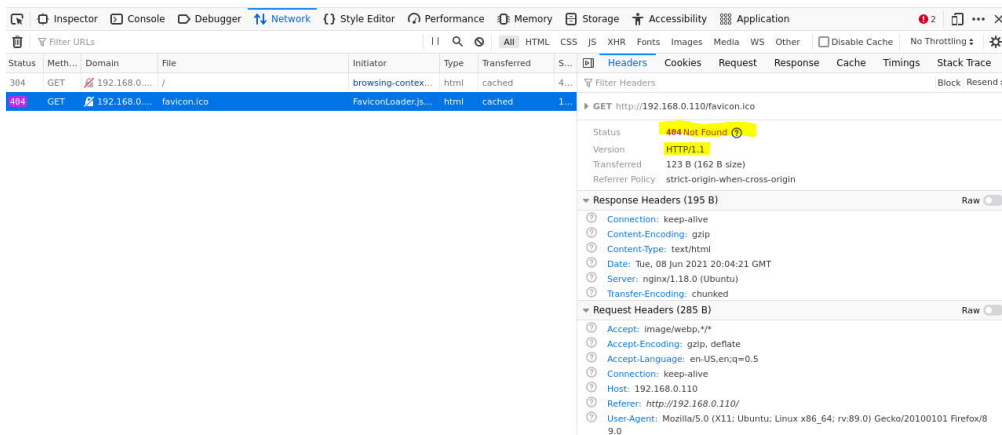 Inspector Console Debugger Network {} Style Editor Performance Memory Storage Accessibility Application 2
Filter URLs All HTML CSS JS XHR Fonts Images Media WS Other Disable Cache No Throttling
Status Meth... Domain File Initiator Type Transferred S... Headers Cookies Request Response Cache Timings Stack Trace
304 GET 192.168.0.... / browsing-contex... html cached 4... Filter Headers Block Resend
404 GET 192.168.0.... favicon.ico FaviconLoader.js... html cached 1...
GET http://192.168.0.110/favicon.ico
Status 404 Not Found
Version HTTP/1.1
Transferred 123 B (162 B size)
Referrer Policy strict-origin-when-cross-origin
Response Headers (195 B) Raw
Connection: keep-alive
Content-Encoding: gzip
Content-Type: text/html
Date: Tue, 08 Jun 2021 20:04:21 GMT
Server: nginx/1.18.0 (Ubuntu)
Transfer-Encoding: chunked
Request Headers (285 B) Raw
Accept: image/webp,*/*
Accept-Encoding: gzip, deflate
Accept-Language: en-US,en;q=0.5
Connection: keep-alive
Host: 192.168.0.110
Referer: http://192.168.0.110/
User-Agent: Mozilla/5.0 (X11; Ubuntu; Linux x86_64; rv:89.0) Gecko/20100101 Firefox/8
9.0